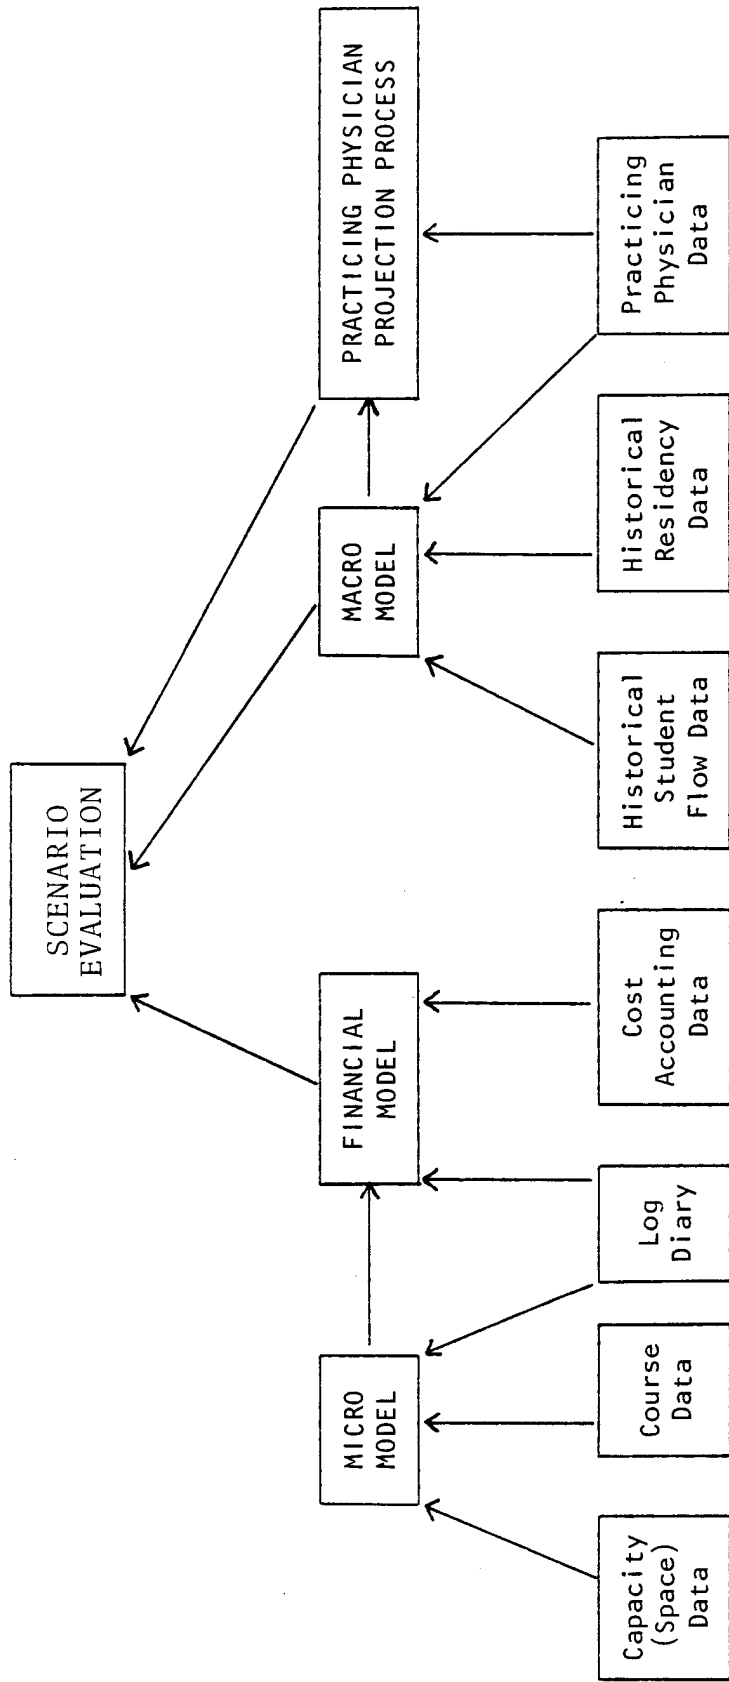 SCENARIO
EVALUATION
MICRO
MODEL
FINANCIAL
MODEL
MACRO
MODEL
PRACTICING PHYSICIAN
PROJECTION PROCESS
Capacity
(Space)
Data
Course
Data
Log
Diary
Cost
Accounting
Data
Historical
Student
Flow Data
Historical
Residency
Data
Practicing
Physician
Data